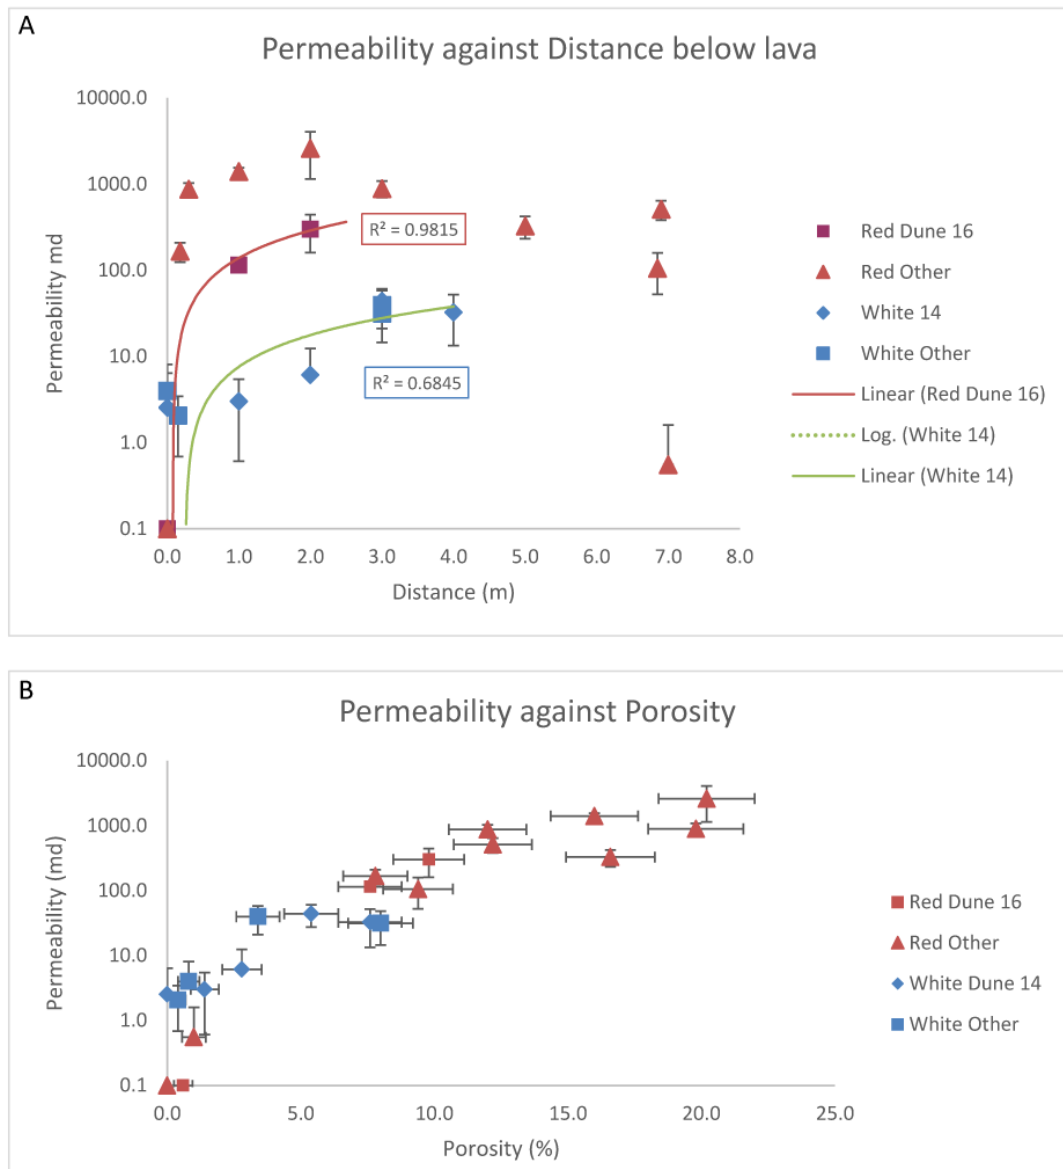 A
Permeability against Distance below lava
10000.0
1000.0
100.0
10.0
1.0
0.1
Permeability md
R² = 0.9815
R² = 0.6845
0.0 1.0 2.0 3.0 4.0 5.0 6.0 7.0 8.0
Distance (m)
Red Dune 16
Red Other
White 14
White Other
Linear (Red Dune 16)
Log. (White 14)
Linear (White 14)
B
Permeability against Porosity
10000.0
1000.0
100.0
10.0
1.0
0.1
Permeability (md)
0.0 5.0 10.0 15.0 20.0 25.0
Porosity (%)
Red Dune 16
Red Other
White Dune 14
White Other